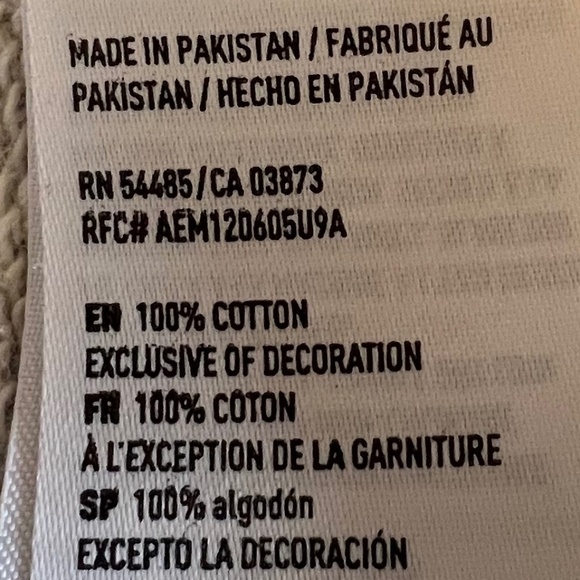 MADE IN PAKISTAN / FABRIQUÉ AU
PAKISTAN / HECHO EN PAKISTÁN
RN 54485/CA 03873
RFC# AEM120605U9A
EN 100% COTTON
EXCLUSIVE OF DECORATION
FR 100% COTON
À L'EXCEPTION DE LA GARNITURE
SP 100% algodón
EXCEPTO LA DECORACIÓN